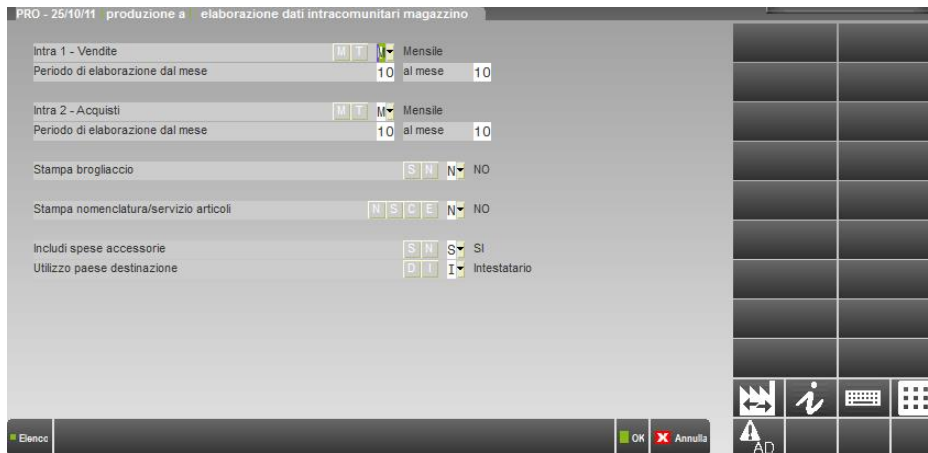 PRO - 25/10/11 produzione a elaborazione dati intracomunitari magazzino
Intra 1 - Vendite M T M Mensile
Periodo di elaborazione dal mese 10 al mese 10
Intra 2 - Acquisti M T M Mensile
Periodo di elaborazione dal mese 10 al mese 10
Stampa brogliaccio S N N NO
Stampa nomenclatura/servizio articoli N S C E N NO
Includi spese accessorie S N S SI
Utilizzo paese destinazione D I I Intestatario
Elenco OK X Annulla
i
AD